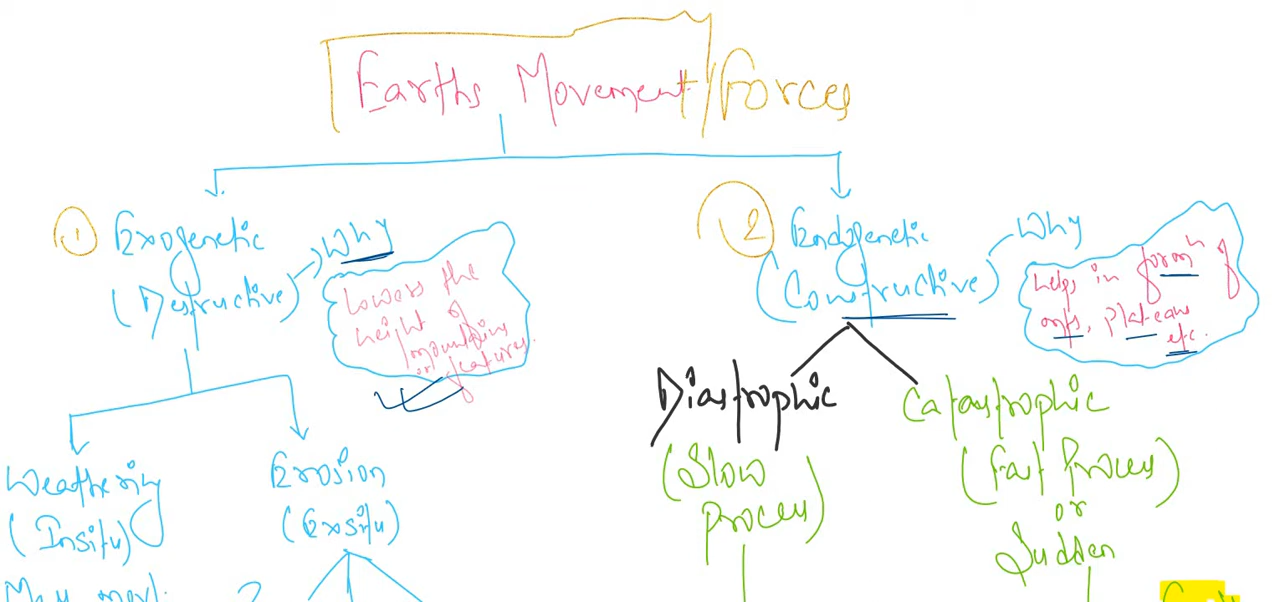 Earths Movement/Forces
1 Exogenetic
(Destructive)
Why
Lowers the
height of
mountains
or features.
2 Endogenetic
(Constructive)
Why
helps in formn of
mts, plateaus
etc.
Diastrophic
(Slow
process)
Catastrophic
(Fast Process)
or
Sudden
Weathering
(Insitu)
Erosion
(Exsitu)